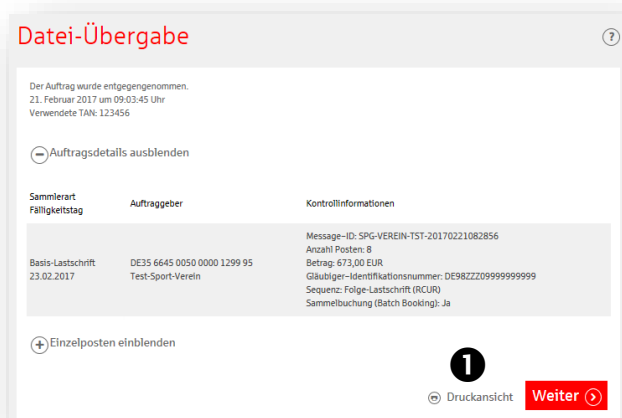 Datei-Übergabe
?
Der Auftrag wurde entgegengenommen.
21. Februar 2017 um 09:03:45 Uhr
Verwendete TAN: 123456
Auftragsdetails ausblenden
Sammlerart
Fälligkeitstag
Auftraggeber
Kontrollinformationen
Basis-Lastschrift
23.02.2017
DE35 6645 0050 0000 1299 95
Test-Sport-Verein
Message-ID: SPG-VEREIN-TST-20170221082856
Anzahl Posten: 8
Betrag: 673,00 EUR
Gläubiger-Identifikationsnummer: DE98ZZZ09999999999
Sequenz: Folge-Lastschrift (RCUR)
Sammelbuchung (Batch Booking): Ja
Einzelposten einblenden
1
Druckansicht
Weiter